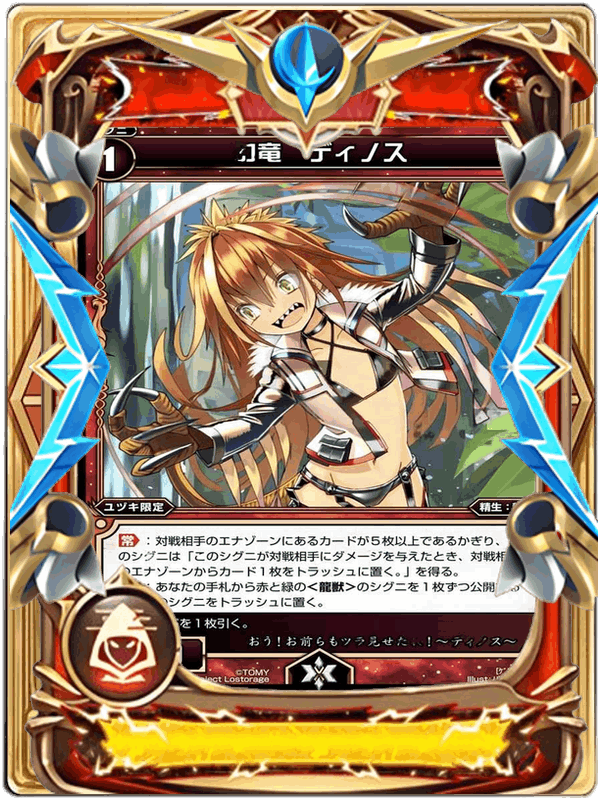 1
幻竜 ディノス
ユヅキ限定
精生：
常：対戦相手のエナゾーンにあるカードが５枚以上であるかぎり、
のシグニは「このシグニが対戦相手にダメージを与えたとき、対戦相
のエナゾーンからカード１枚をトラッシュに置く。」を得る。
：あなたの手札から赤と緑の＜龍獣＞のシグニを１枚ずつ公開
シグニをトラッシュに置く。
を１枚引く。
おう！お前らもツラ見せた
！～ディノス～
©TOMY
ject Lostorage
Illust